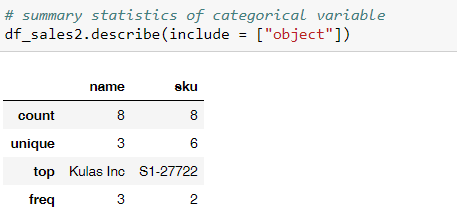 # summary statistics of categorical variable
df_sales2.describe(include = ["object"])
name sku
count 8 8
unique 3 6
top Kulas Inc S1-27722
freq 3 2